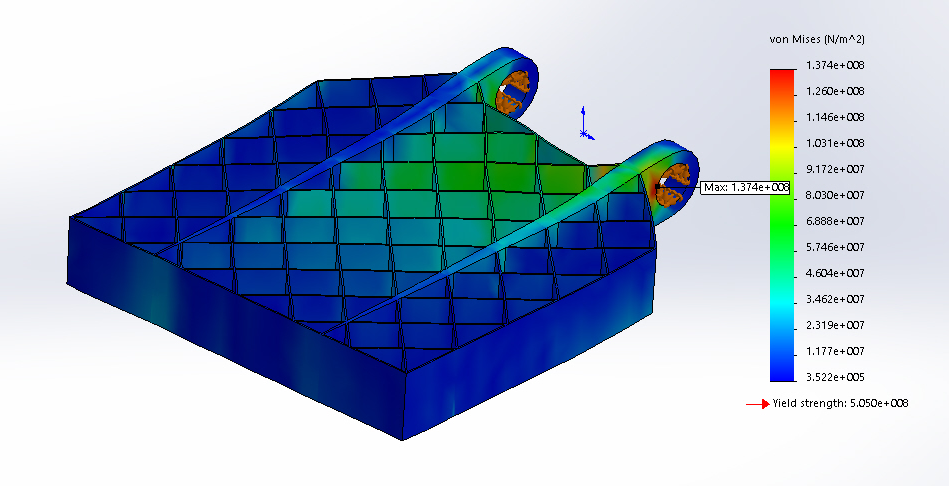 von Mises (N/m^2)
1.374e+008
1.260e+008
1.146e+008
1.031e+008
9.172e+007
8.030e+007
6.888e+007
5.746e+007
4.604e+007
3.462e+007
2.319e+007
1.177e+007
3.522e+005
Yield strength: 5.050e+008
Max: 1.374e+008